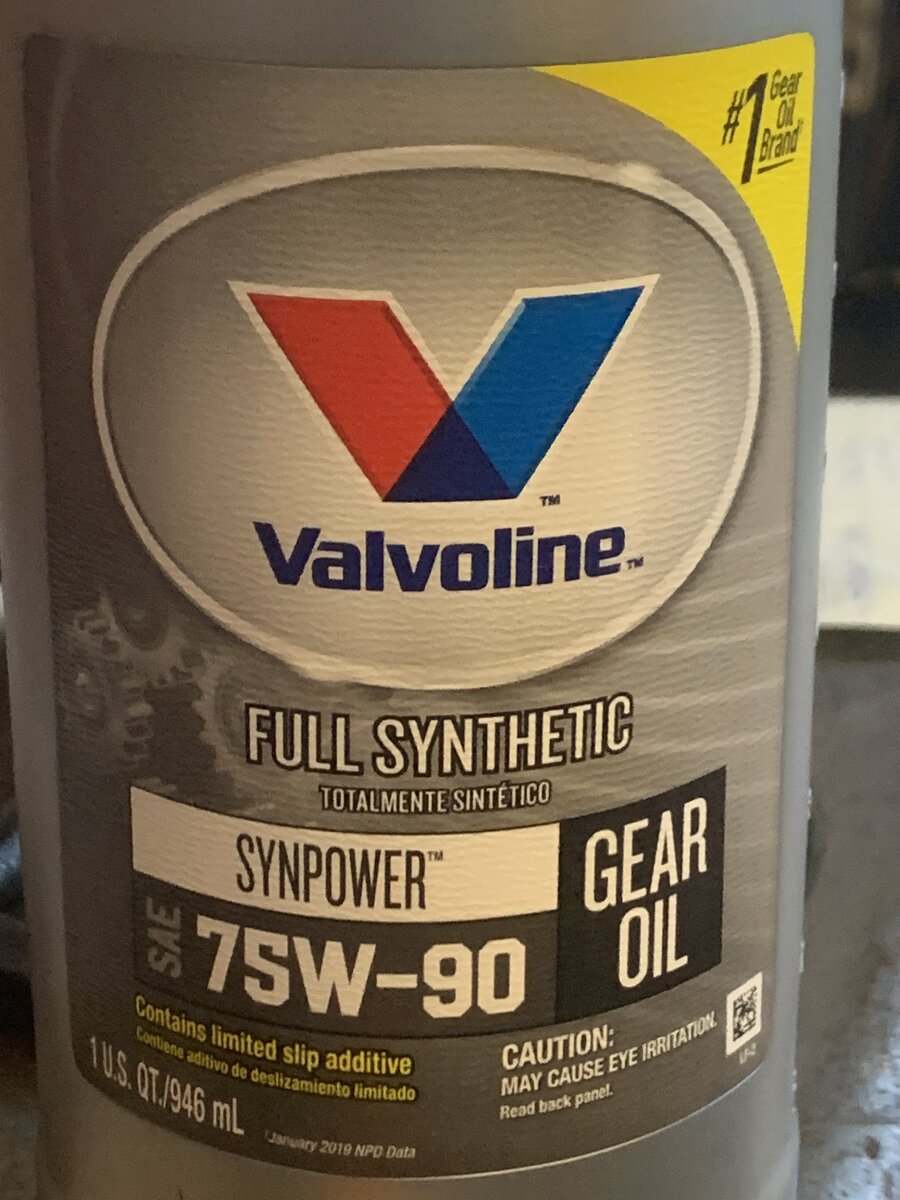 #1 Gear
Oil
Brand
Valvoline™
FULL SYNTHETIC
TOTALMENTE SINTÉTICO
SYNPOWER™
SAE 75W-90
GEAR
OIL
Contains limited slip additive
Contiene aditivo de deslizamiento limitado
1 U.S. QT./946 mL
CAUTION:
MAY CAUSE EYE IRRITATION.
Read back panel.
January 2019 NPD Data